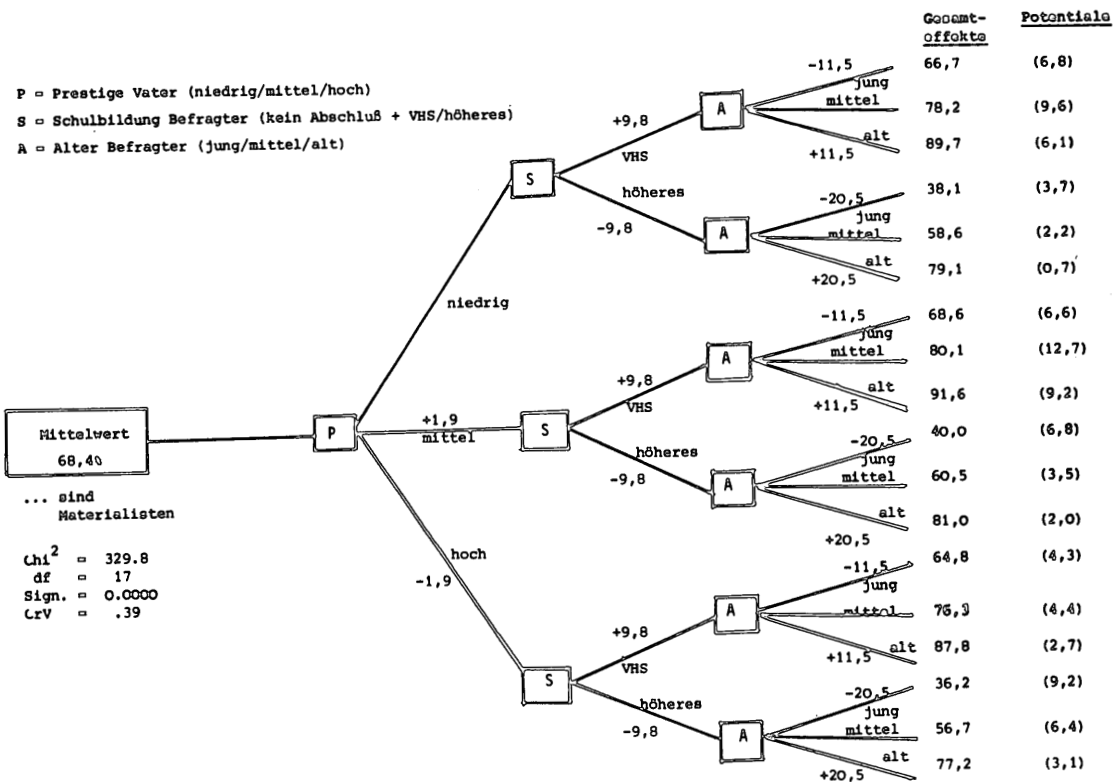 Gesamt- Potentiale
effekte
P = Prestige Vater (niedrig/mittel/hoch)
S = Schulbildung Befragter (kein Abschluß + VHS/höheres)
A = Alter Befragter (jung/mittel/alt)
-11,5 jung 66,7 (6,8)
A mittel 78,2 (9,6)
+9,8 VHS
alt +11,5 89,7 (6,1)
S
höheres -9,8
-20,5 jung 38,1 (3,7)
A mittel 58,6 (2,2)
alt +20,5 79,1 (0,7)
niedrig
-11,5 jung 68,6 (6,6)
A mittel 80,1 (12,7)
+9,8 VHS
alt +11,5 91,6 (9,2)
Mittelwert
68,40
P
+1,9
mittel
S
höheres -9,8
-20,5 jung 40,0 (6,8)
A mittel 60,5 (3,5)
alt +20,5 81,0 (2,0)
... sind
Materialisten
Chi2 = 329.8
df = 17
Sign. = 0.0000
CrV = .39
hoch
-1,9
-11,5 jung 64,8 (4,3)
A mittel 76,3 (4,4)
+9,8 VHS
alt +11,5 87,8 (2,7)
S
höheres -9,8
-20,5 jung 36,2 (9,2)
A mittel 56,7 (6,4)
alt +20,5 77,2 (3,1)